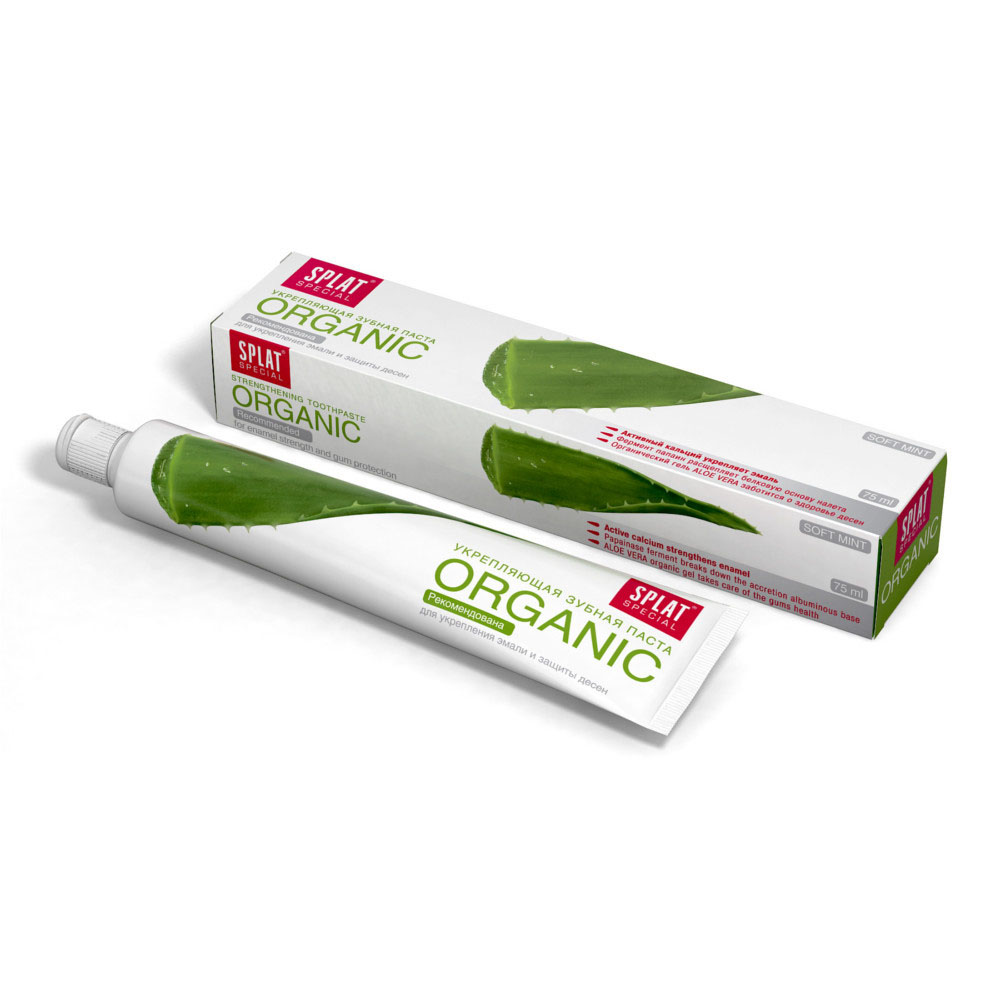 SPLAT®
SPECIAL
УКРЕПЛЯЮЩАЯ ЗУБНАЯ ПАСТА
ORGANIC
Рекомендована
для укрепления эмали и защиты десен
Активный кальций укрепляет эмаль
Фермент папаин расщепляет белковую основу налета
Органический гель ALOE VERA заботится о здоровье десен
SOFT MINT
75 ml
SPLAT®
SPECIAL
STRENGTHENING TOOTHPASTE
ORGANIC
Recommended
for enamel strength and gum protection
Active calcium strengthens enamel
Papainase ferment breaks down the accretion albuminous base
ALOE VERA organic gel takes care of the gums health
SOFT MINT
75 ml
SPLAT®
SPECIAL
ORGANIC
УКРЕПЛЯЮЩАЯ ЗУБНАЯ ПАСТА
ORGANIC
Рекомендована
для укрепления эмали и защиты десен
SPLAT®
SPECIAL